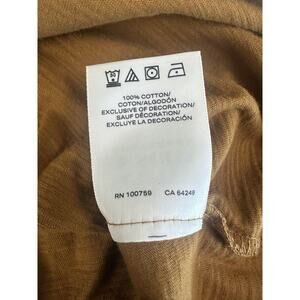 100% COTTON/
COTON/ALGODÓN
EXCLUSIVE OF DECORATION/
SAUF DÉCORATION/
EXCLUYE LA DECORACIÓN
RN 100759 CA 64249